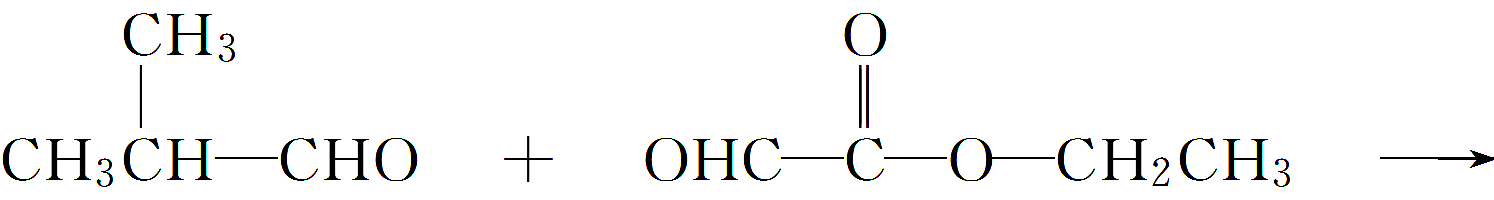 CH₃ O
CH₃CH—CHO + OHC—C—O—CH₂CH₃ ⟶